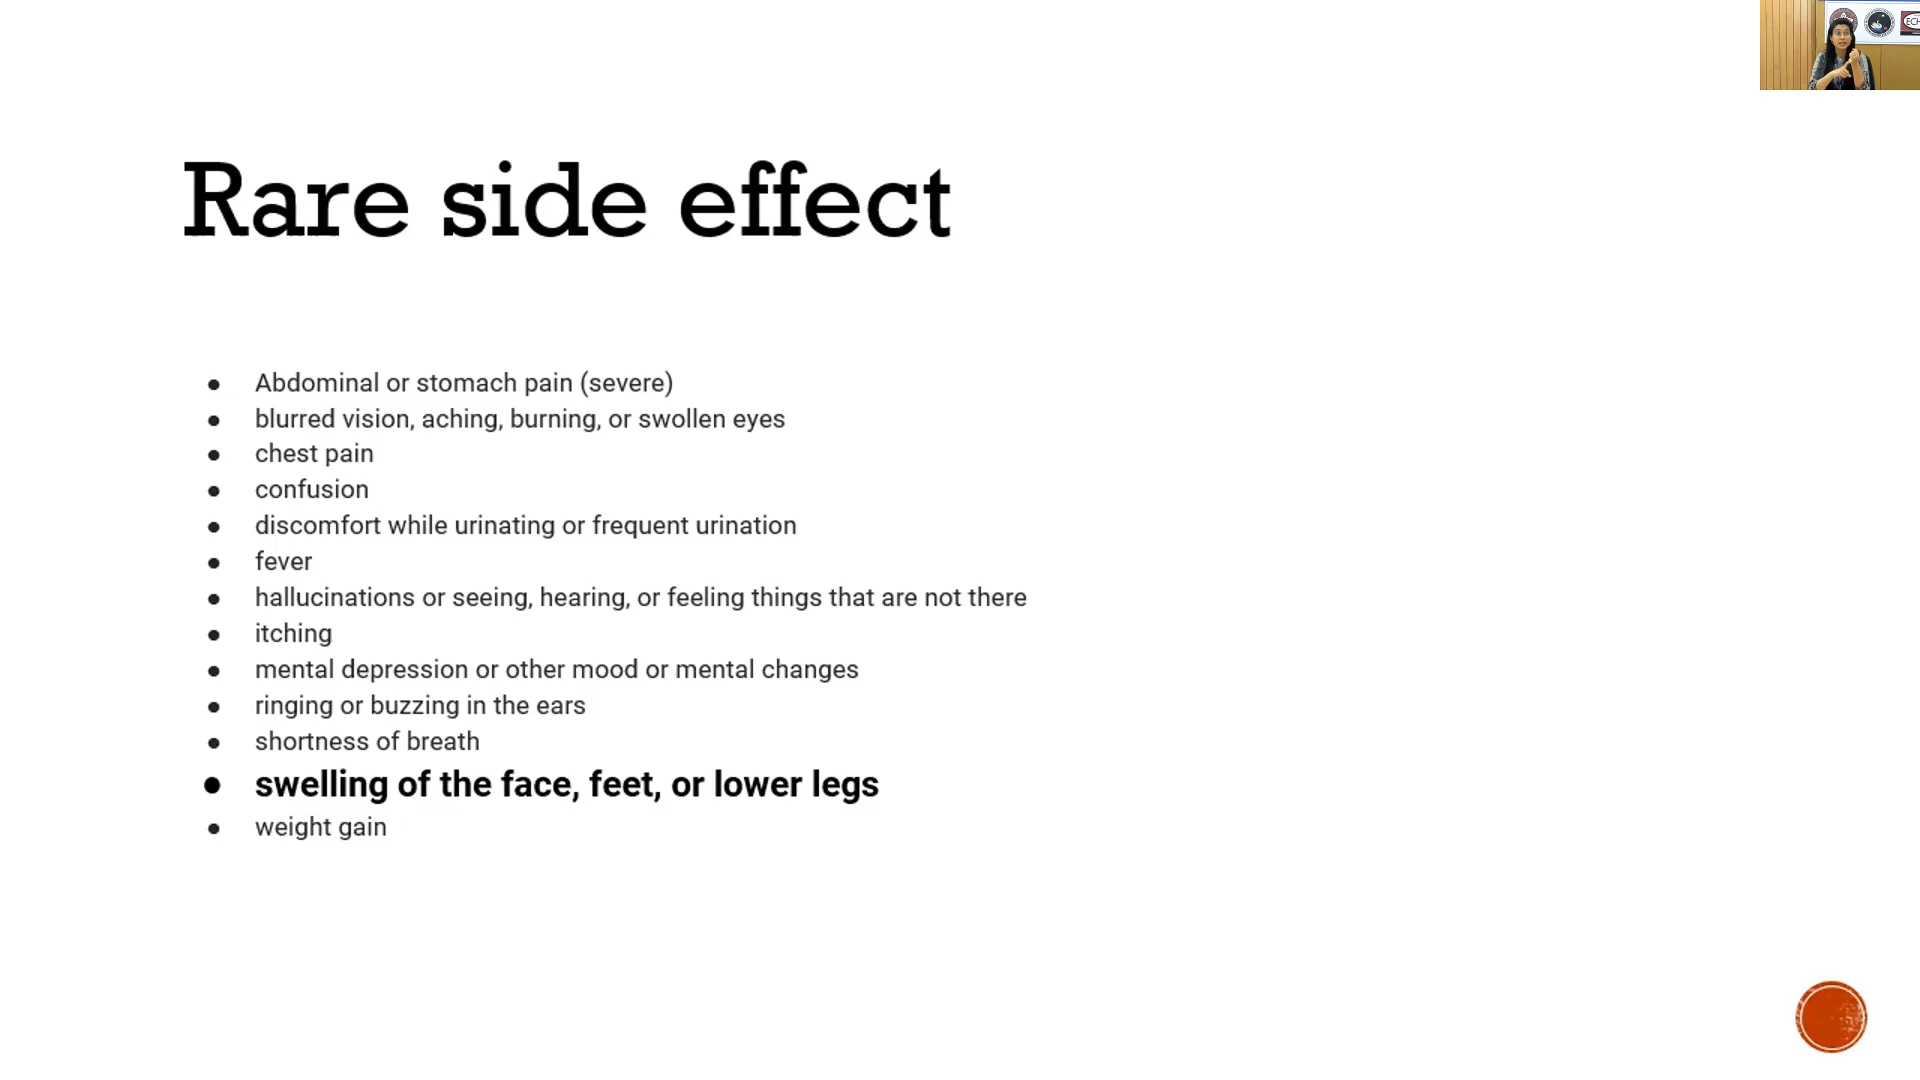 Rare side effect
● Abdominal or stomach pain (severe)
● blurred vision, aching, burning, or swollen eyes
● chest pain
● confusion
● discomfort while urinating or frequent urination
● fever
● hallucinations or seeing, hearing, or feeling things that are not there
● itching
● mental depression or other mood or mental changes
● ringing or buzzing in the ears
● shortness of breath
● swelling of the face, feet, or lower legs
● weight gain